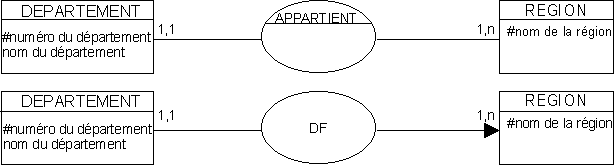 DEPARTEMENT
#numéro du département
nom du département
1,1
APPARTIENT
1,n
REGION
#nom de la région
DEPARTEMENT
#numéro du département
nom du département
1,1
DF
1,n
REGION
#nom de la région